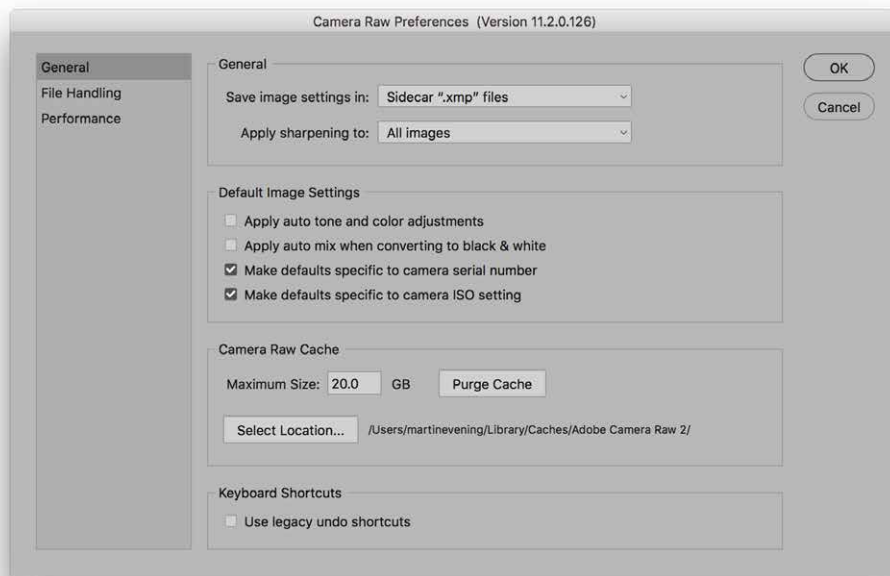 Camera Raw Preferences (Version 11.2.0.126)
General
File Handling
Performance
General
Save image settings in: Sidecar “.xmp” files
Apply sharpening to: All images
Default Image Settings
Apply auto tone and color adjustments
Apply auto mix when converting to black & white
Make defaults specific to camera serial number
Make defaults specific to camera ISO setting
Camera Raw Cache
Maximum Size: 20.0 GB Purge Cache
Select Location... /Users/martinevening/Library/Caches/Adobe Camera Raw 2/
Keyboard Shortcuts
Use legacy undo shortcuts
OK
Cancel